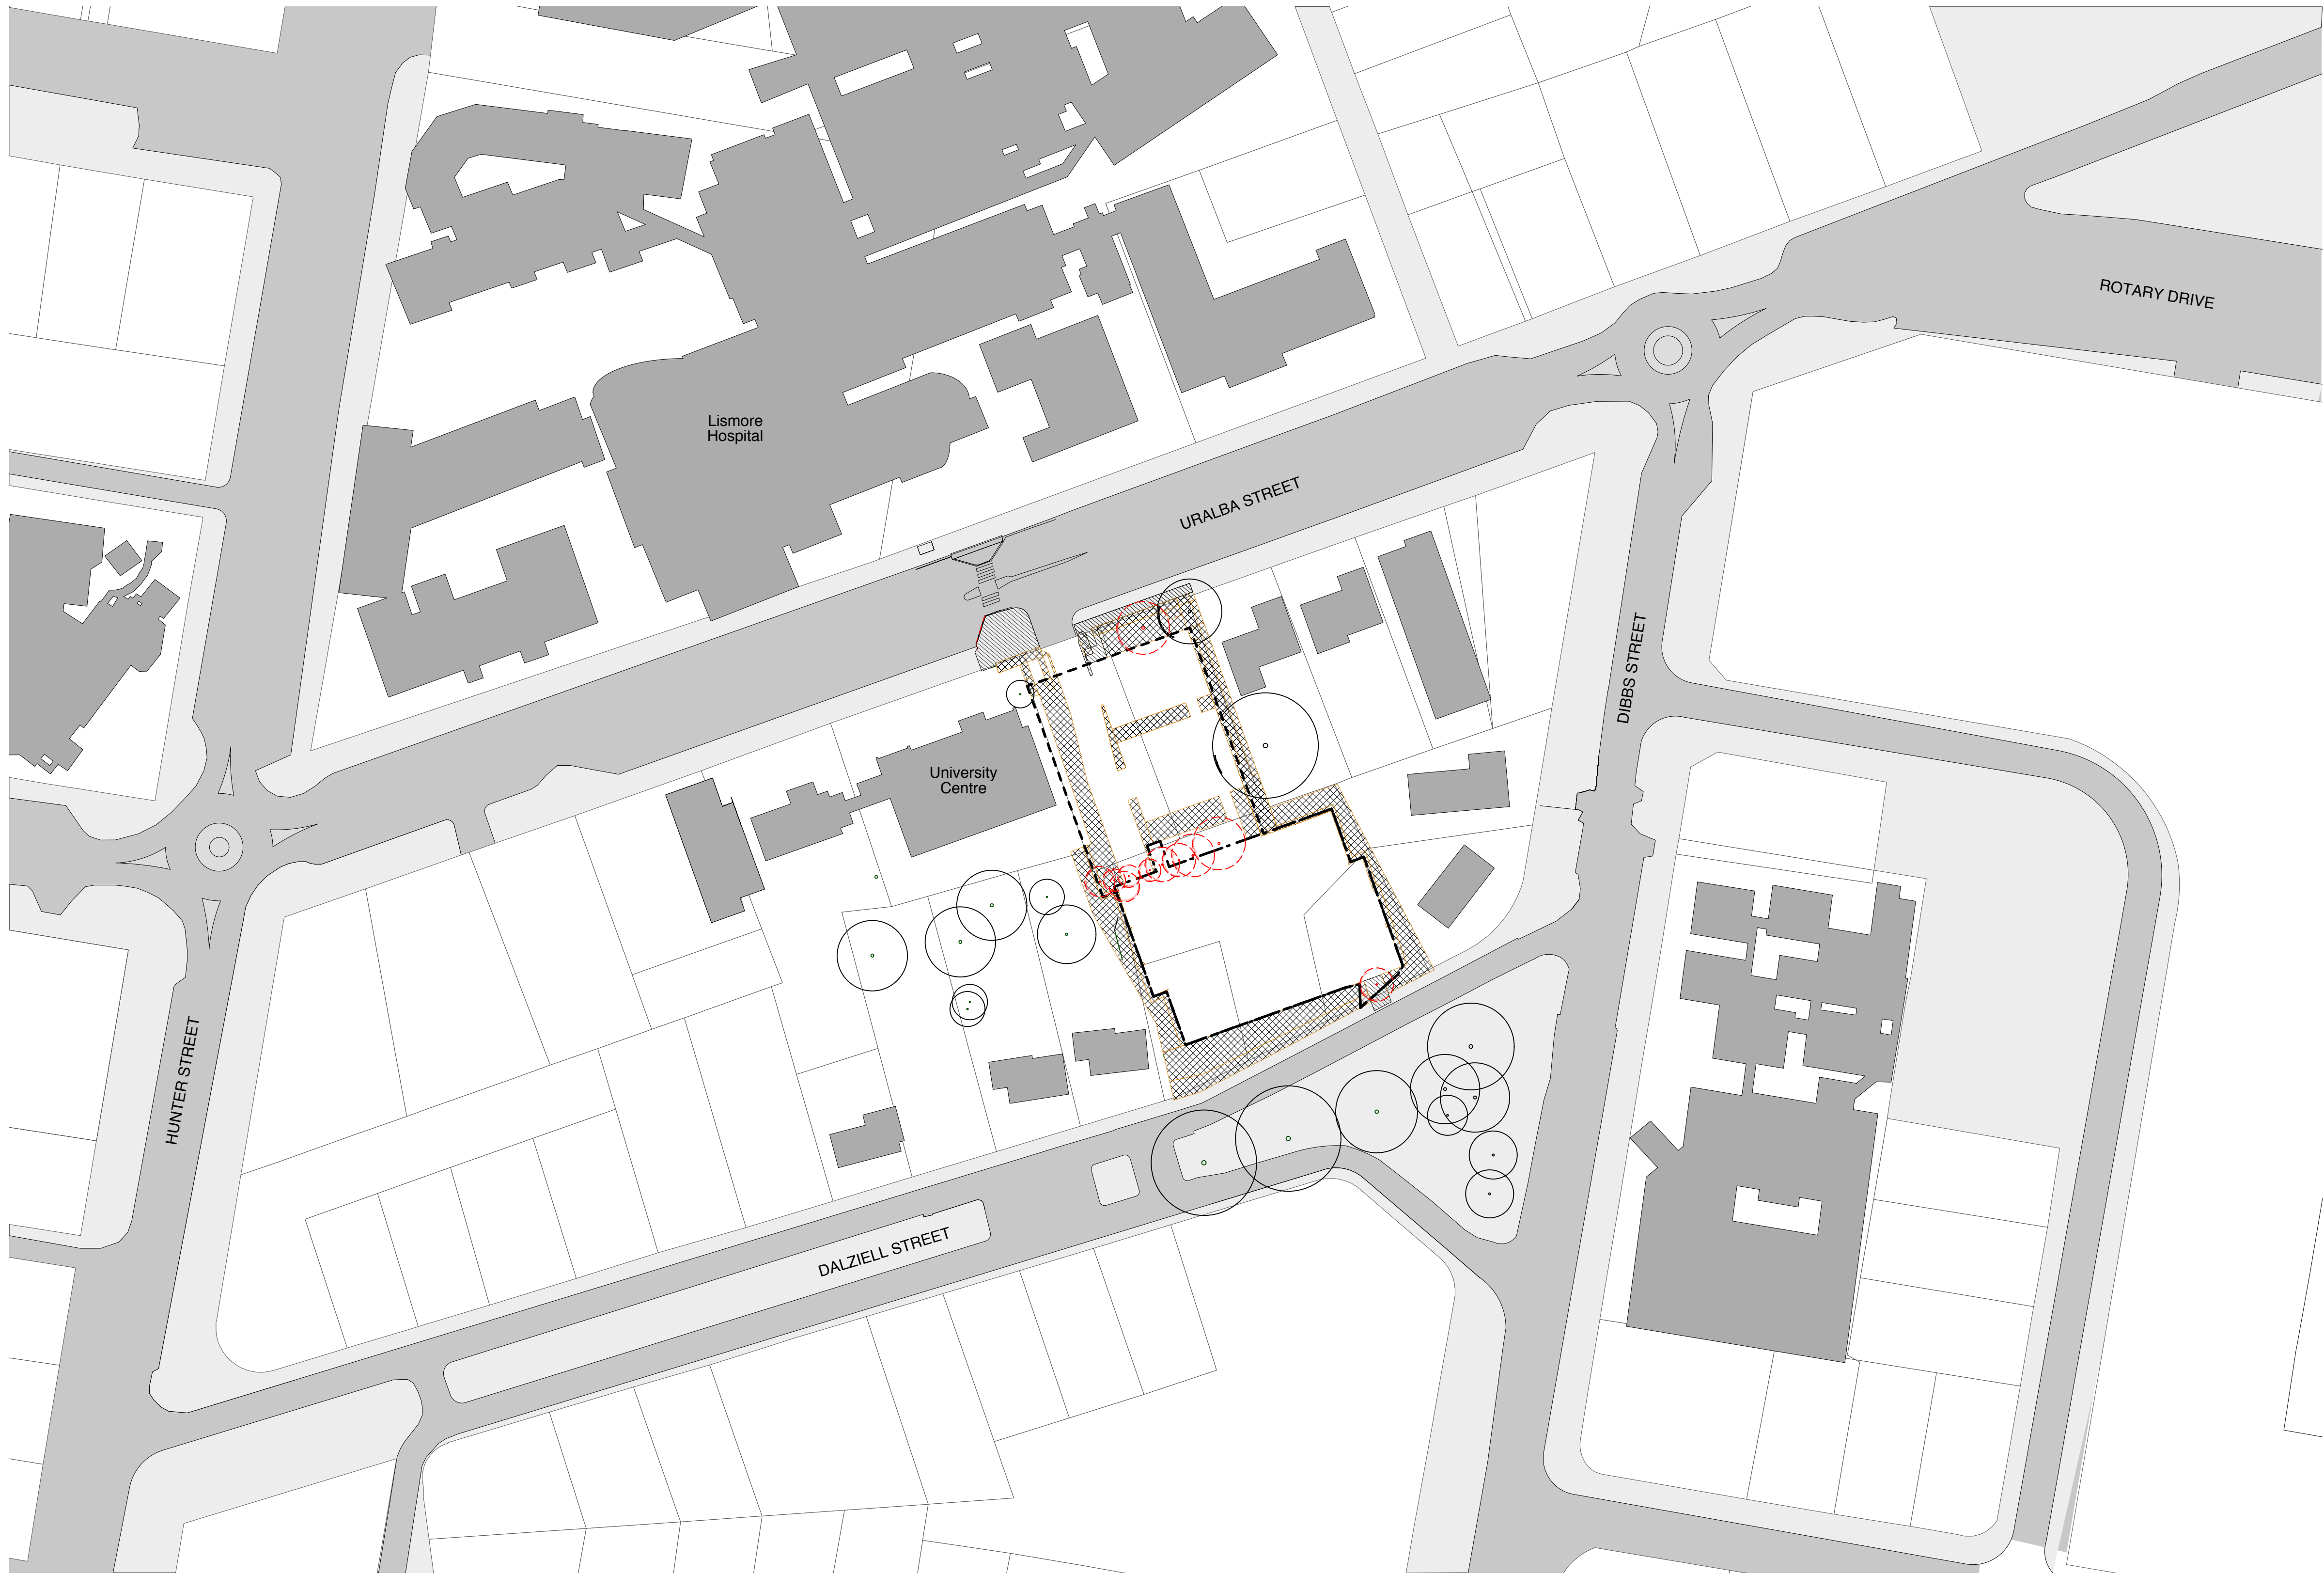 ROTARY DRIVE
Lismore
Hospital
URALBA STREET
DIBBS STREET
University
Centre
HUNTER STREET
DALZIELL STREET